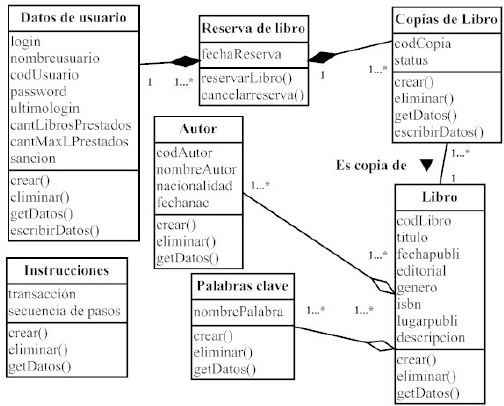 Datos de usuario
login
nombreusuario
codUsuario
password
ultimologin
cantLibrosPrestados
cantMaxLPrestados
sancion
crear()
eliminar()
getDatos()
escribirDatos()
1
1...*
Reserva de libro
fechaReserva
reservarLibro()
cancelarreserva()
1
1...*
Copias de Libro
codCopia
status
crear()
eliminar()
getDatos()
escribirDatos()
Es copia de
1...*
1
Autor
codAutor
nombreAutor
nacionalidad
fechanac
crear()
eliminar()
getDatos()
1...*
1...*
Libro
codLibro
titulo
fechapubli
editorial
genero
isbn
lugarpubli
descripcion
crear()
eliminar()
getDatos()
Instrucciones
transacción
secuencia de pasos
crear()
eliminar()
getDatos()
Palabras clave
nombrePalabra
crear()
eliminar()
getDatos()
1...*
1...*